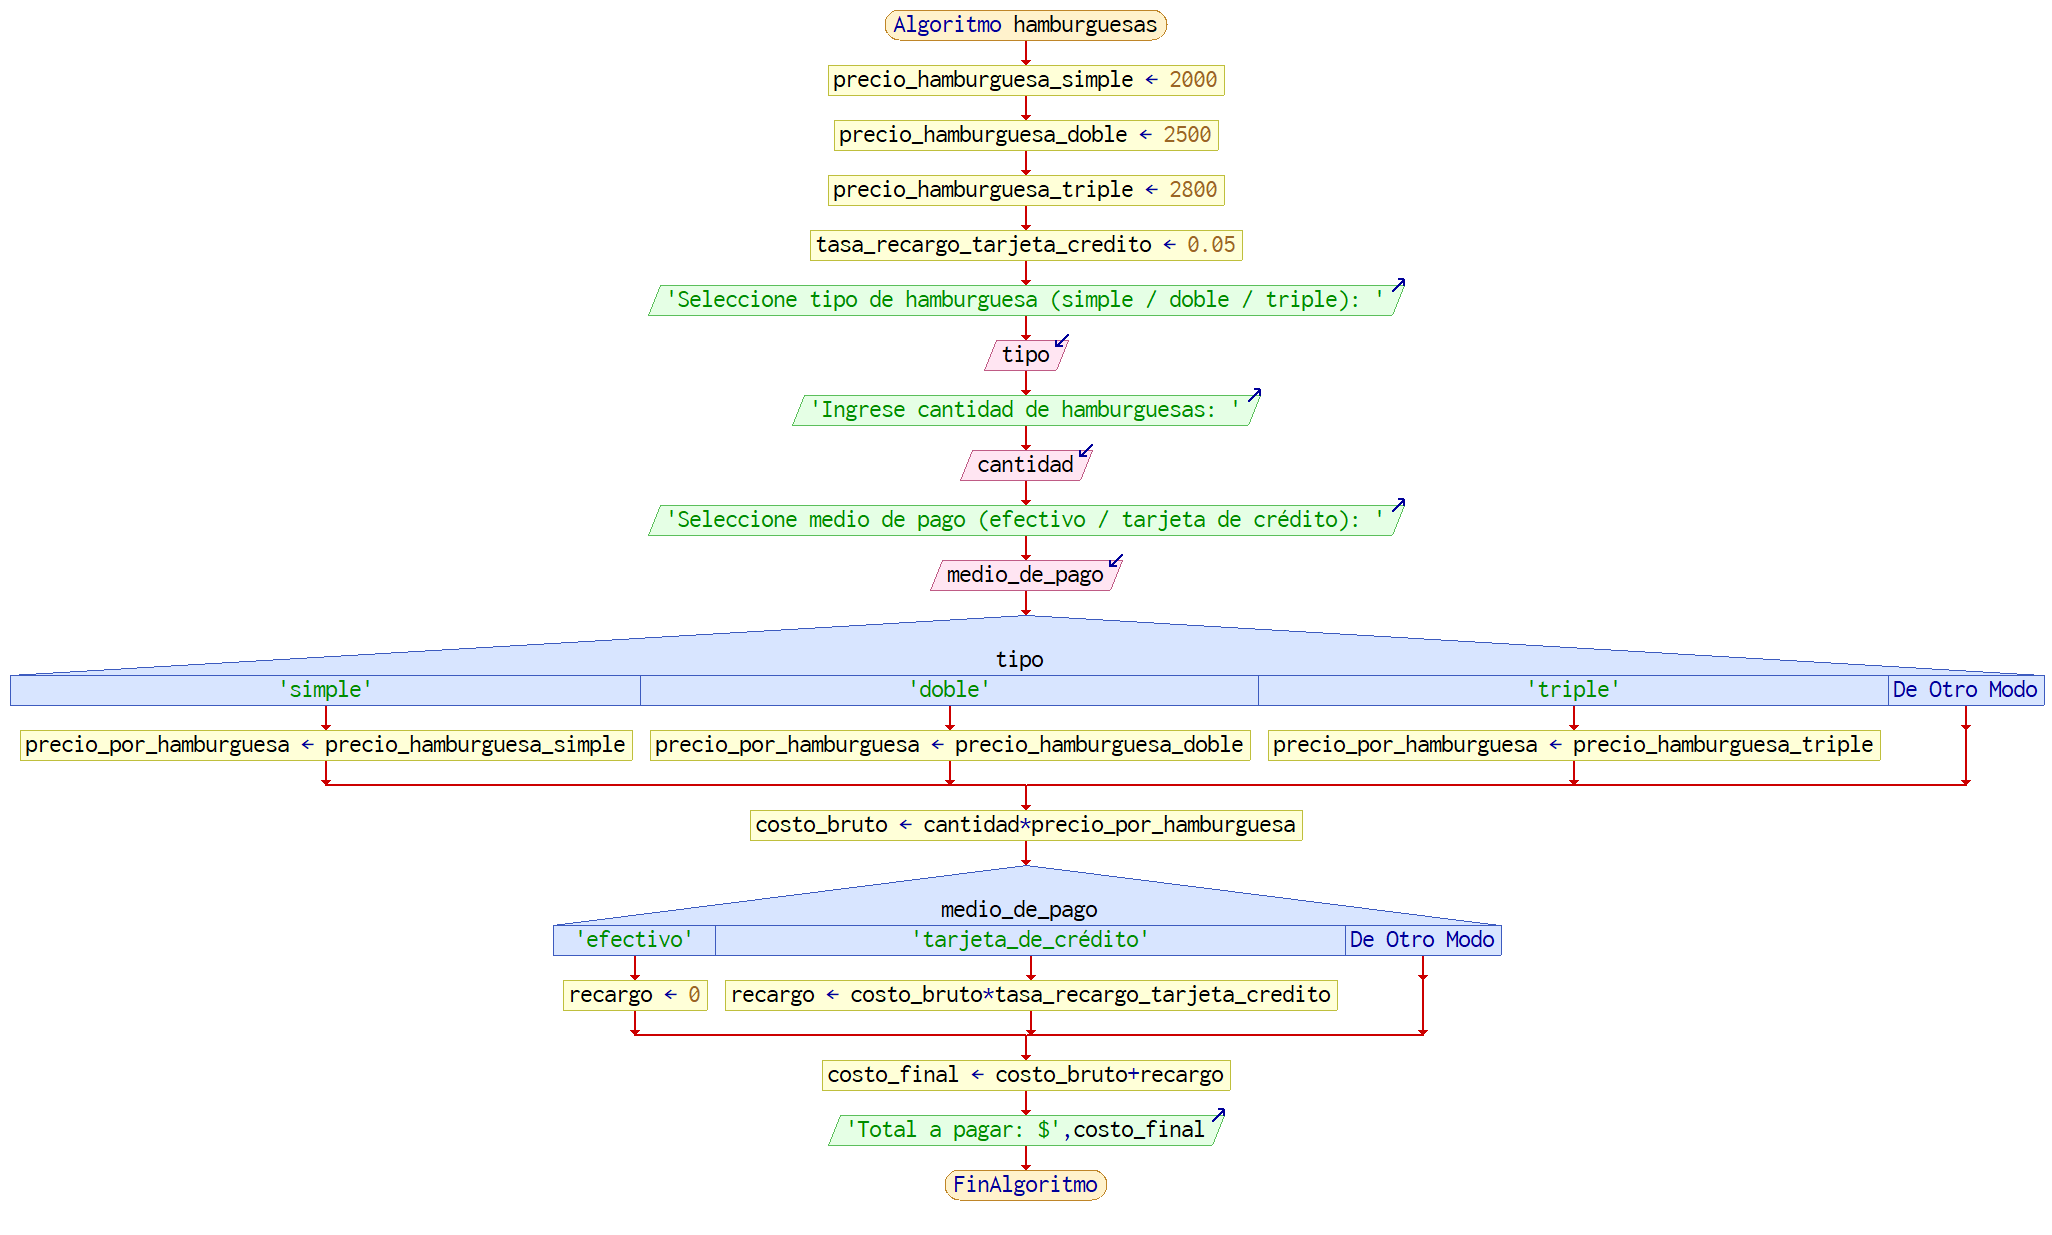 Algoritmo hamburguesas
precio_hamburguesa_simple ← 2000
precio_hamburguesa_doble ← 2500
precio_hamburguesa_triple ← 2800
tasa_recargo_tarjeta_credito ← 0.05
'Seleccione tipo de hamburguesa (simple / doble / triple): '
tipo
'Ingrese cantidad de hamburguesas: '
cantidad
'Seleccione medio de pago (efectivo / tarjeta de crédito): '
medio_de_pago
tipo
'simple' 'doble' 'triple' De Otro Modo
precio_por_hamburguesa ← precio_hamburguesa_simple precio_por_hamburguesa ← precio_hamburguesa_doble precio_por_hamburguesa ← precio_hamburguesa_triple
costo_bruto ← cantidad*precio_por_hamburguesa
medio_de_pago
'efectivo' 'tarjeta_de_crédito' De Otro Modo
recargo ← 0 recargo ← costo_bruto*tasa_recargo_tarjeta_credito
costo_final ← costo_bruto+recargo
'Total a pagar: $',costo_final
FinAlgoritmo